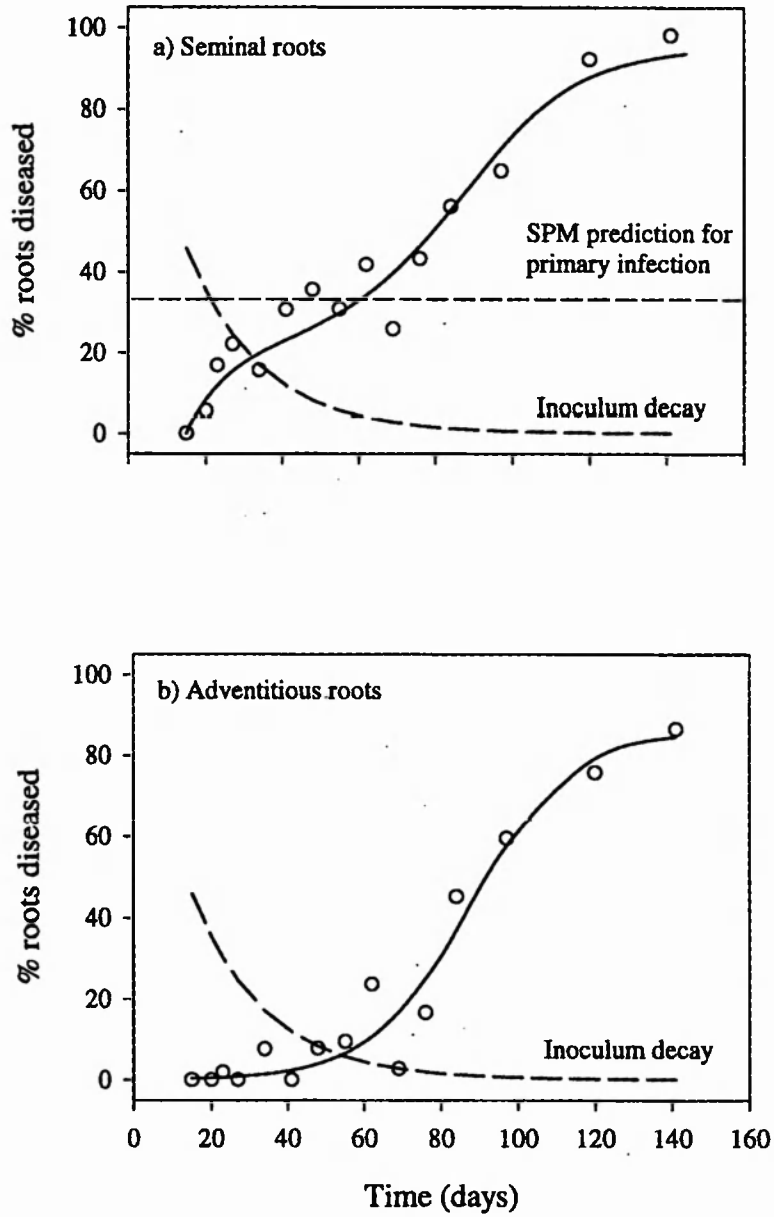 a) Seminal roots
100
80
60
40
20
0
% roots diseased
SPM prediction for
primary infection
Inoculum decay
b) Adventitious roots
100
80
60
40
20
0
% roots diseased
Inoculum decay
0 20 40 60 80 100 120 140 160
Time (days)